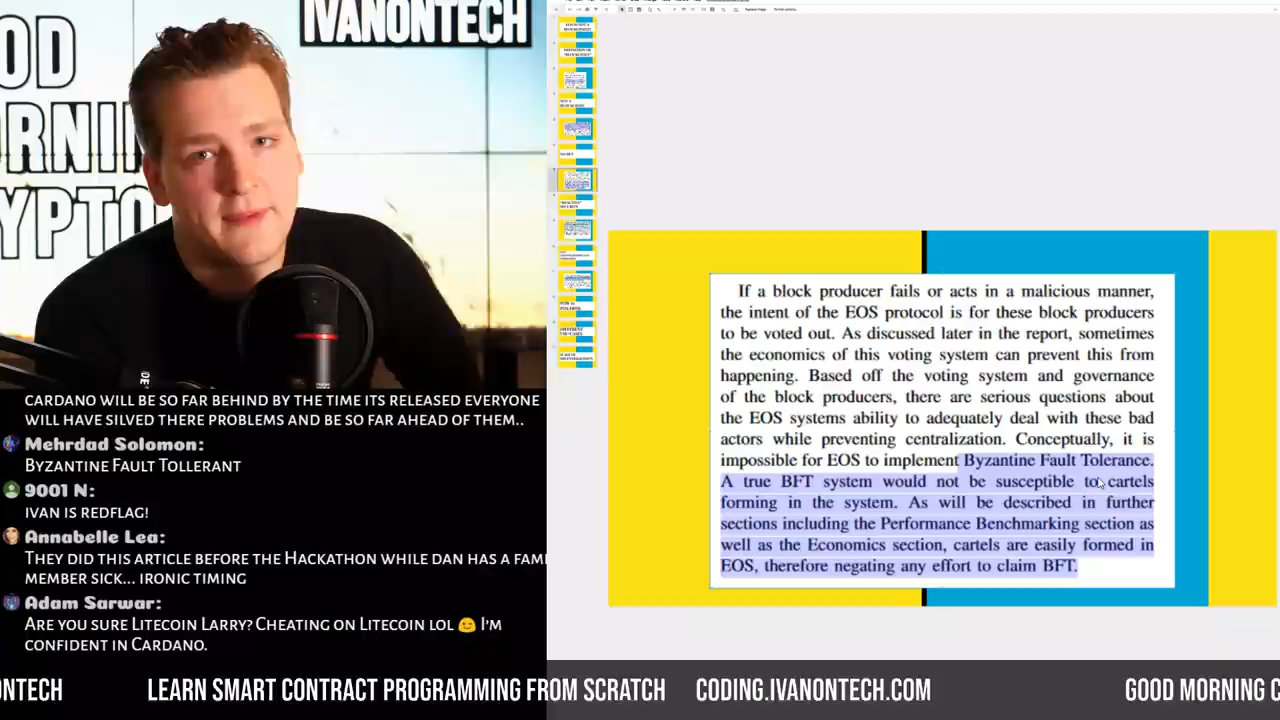 IVANONTECH
OD
RNIN
YPTO
CARDANO WILL BE SO FAR BEHIND BY THE TIME ITS RELEASED EVERYONE
WILL HAVE SILVED THERE PROBLEMS AND BE SO FAR AHEAD OF THEM..
Mehrdad Solomon:
BYZANTINE FAULT TOLLERANT
9001 N:
IVAN IS REDFLAG!
Annabelle Lea:
THEY DID THIS ARTICLE BEFORE THE HACKATHON WHILE DAN HAS A FAMI
MEMBER SICK... IRONIC TIMING
Adam Sarwar:
ARE YOU SURE LITECOIN LARRY? CHEATING ON LITECOIN LOL 😉 I'M
CONFIDENT IN CARDANO.
If a block producer fails or acts in a malicious manner,
the intent of the EOS protocol is for these block producers
to be voted out. As discussed later in the report, sometimes
the economics of this voting system can prevent this from
happening. Based off the voting system and governance
of the block producers, there are serious questions about
the EOS systems ability to adequately deal with these bad
actors while preventing centralization. Conceptually, it is
impossible for EOS to implement Byzantine Fault Tolerance.
A true BFT system would not be susceptible to cartels
forming in the system. As will be described in further
sections including the Performance Benchmarking section as
well as the Economics section, cartels are easily formed in
EOS, therefore negating any effort to claim BFT.
ONTECH LEARN SMART CONTRACT PROGRAMMING FROM SCRATCH CODING.IVANONTECH.COM GOOD MORNING C